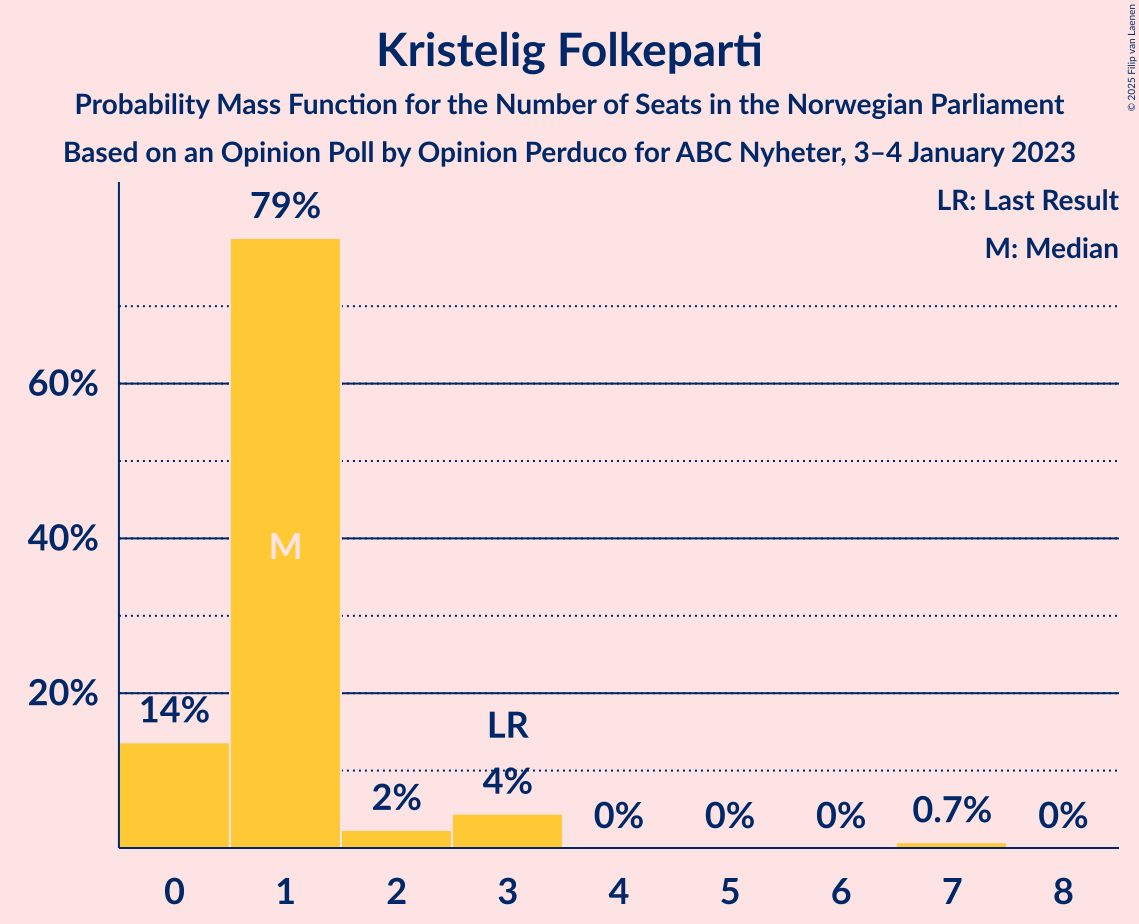 Kristelig Folkeparti
Probability Mass Function for the Number of Seats in the Norwegian Parliament
Based on an Opinion Poll by Opinion Perduco for ABC Nyheter, 3–4 January 2023
© 2025 Filip van Laenen
LR: Last Result
M: Median
79%
60%
40%
M
20%
14%
LR
4%
2%
0%
0%
0%
0.7%
0%
0 1 2 3 4 5 6 7 8